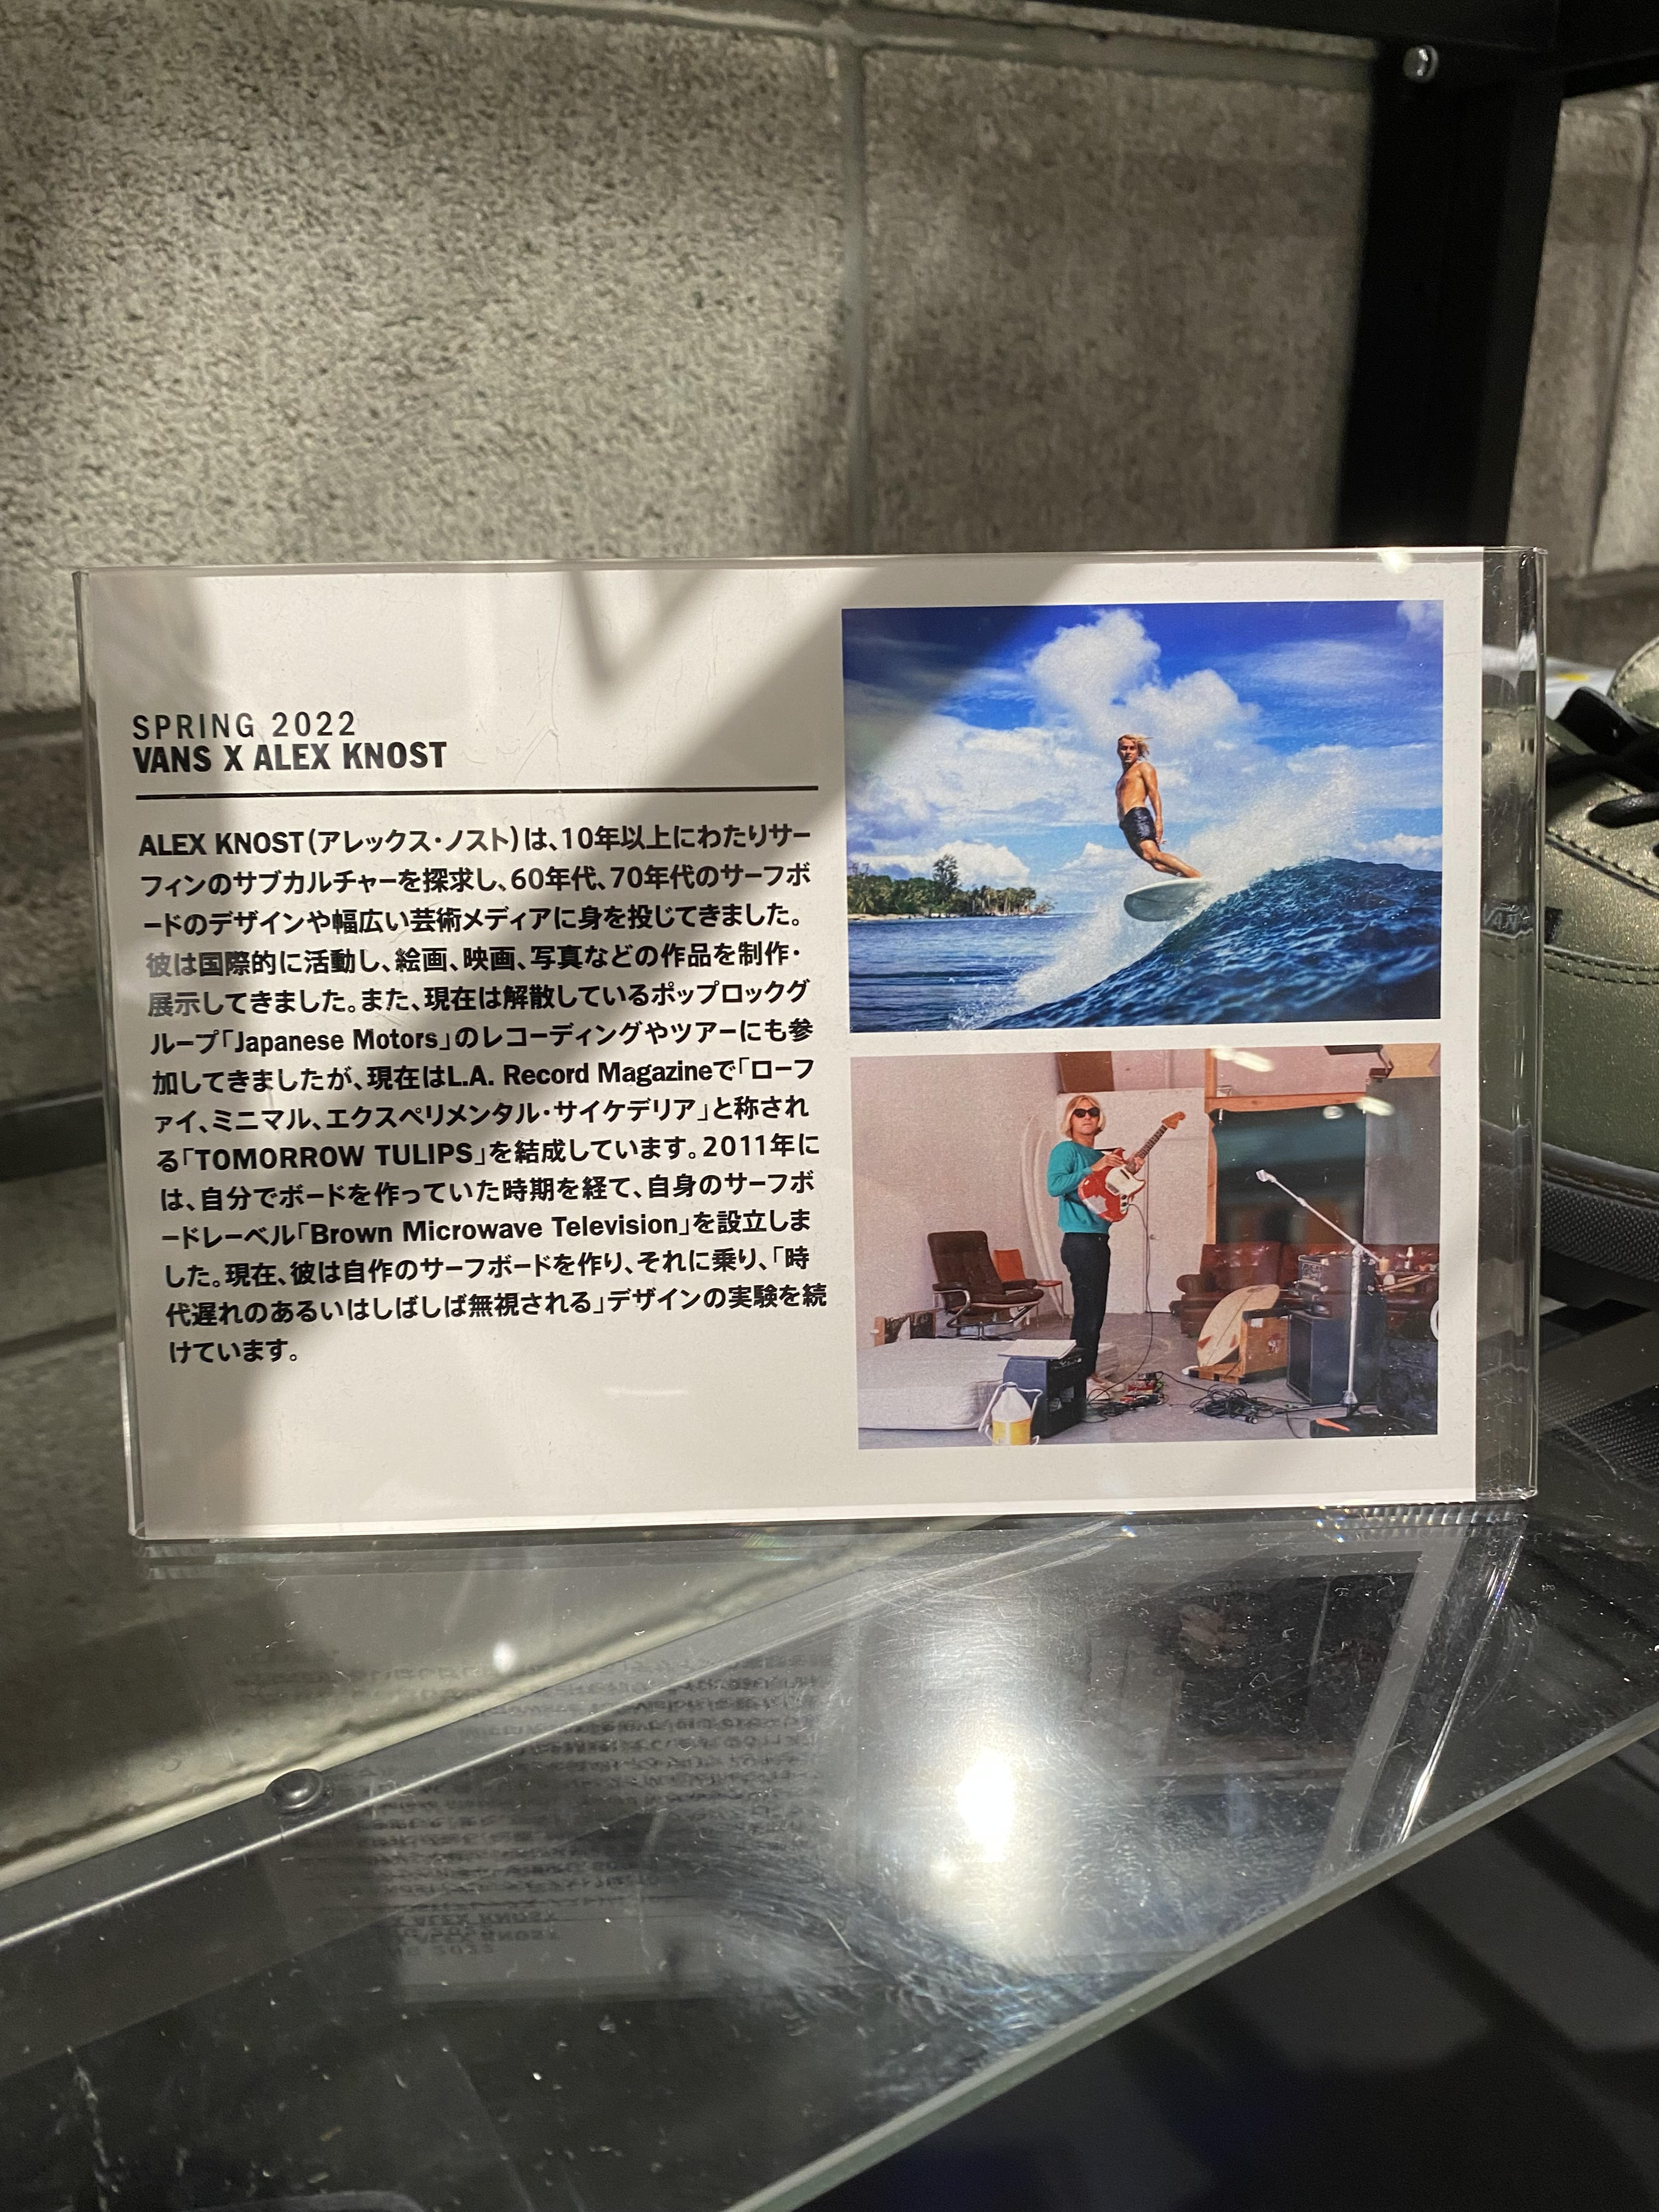 SPRING 2022
VANS X ALEX KNOST
ALEX KNOST(アレックス・ノスト)は、10年以上にわたりサー
フィンのサブカルチャーを探求し、60年代、70年代のサーフボ
ードのデザインや幅広い芸術メディアに身を投じてきました。
彼は国際的に活動し、絵画、映画、写真などの作品を制作・
展示してきました。また、現在は解散しているポップロックグ
ループ「Japanese Motors」のレコーディングやツアーにも参
加してきましたが、現在はL.A. Record Magazineで「ローフ
ァイ、ミニマル、エクスペリメンタル・サイケデリア」と称され
る「TOMORROW TULIPS」を結成しています。2011年に
は、自分でボードを作っていた時期を経て、自身のサーフボ
ードレーベル「Brown Microwave Television」を設立しま
した。現在、彼は自作のサーフボードを作り、それに乗り、「時
代遅れのあるいはしばしば無視される」デザインの実験を続
けています。